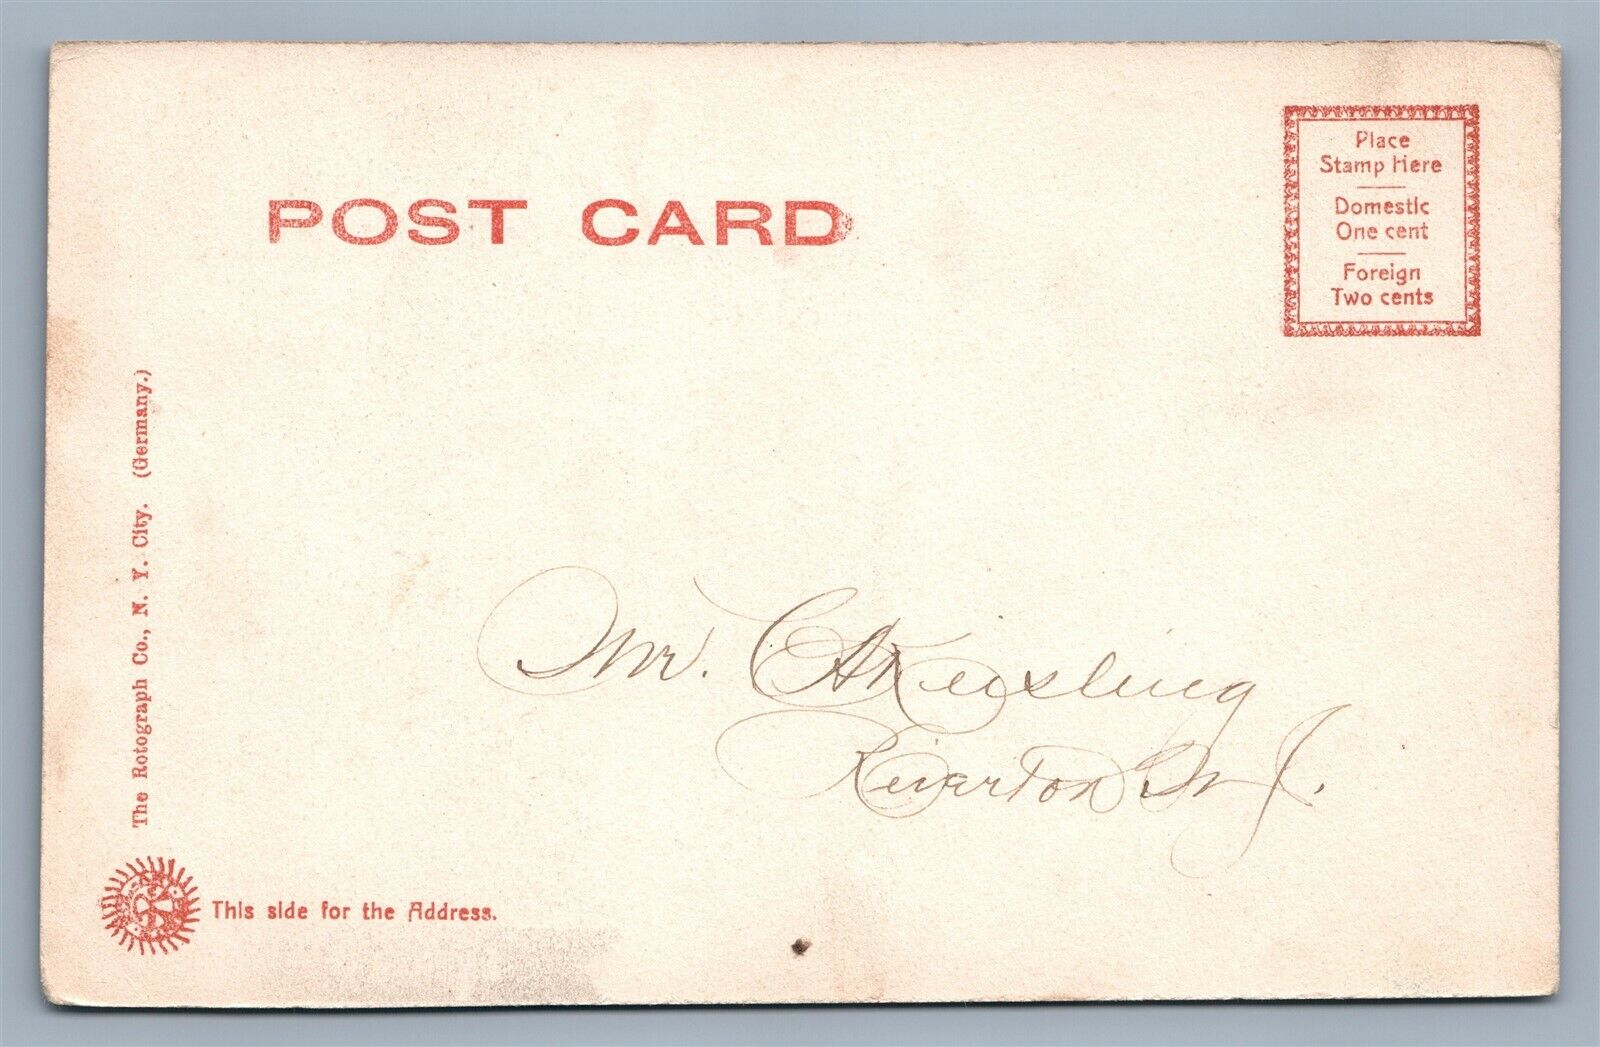 POST CARD
Place
Stamp Here
Domestic
One cent
Foreign
Two cents
The Rotograph Co., N. Y. City. (Germany.)
Mr. C A Keisling
Riverton N J.
This side for the Address.